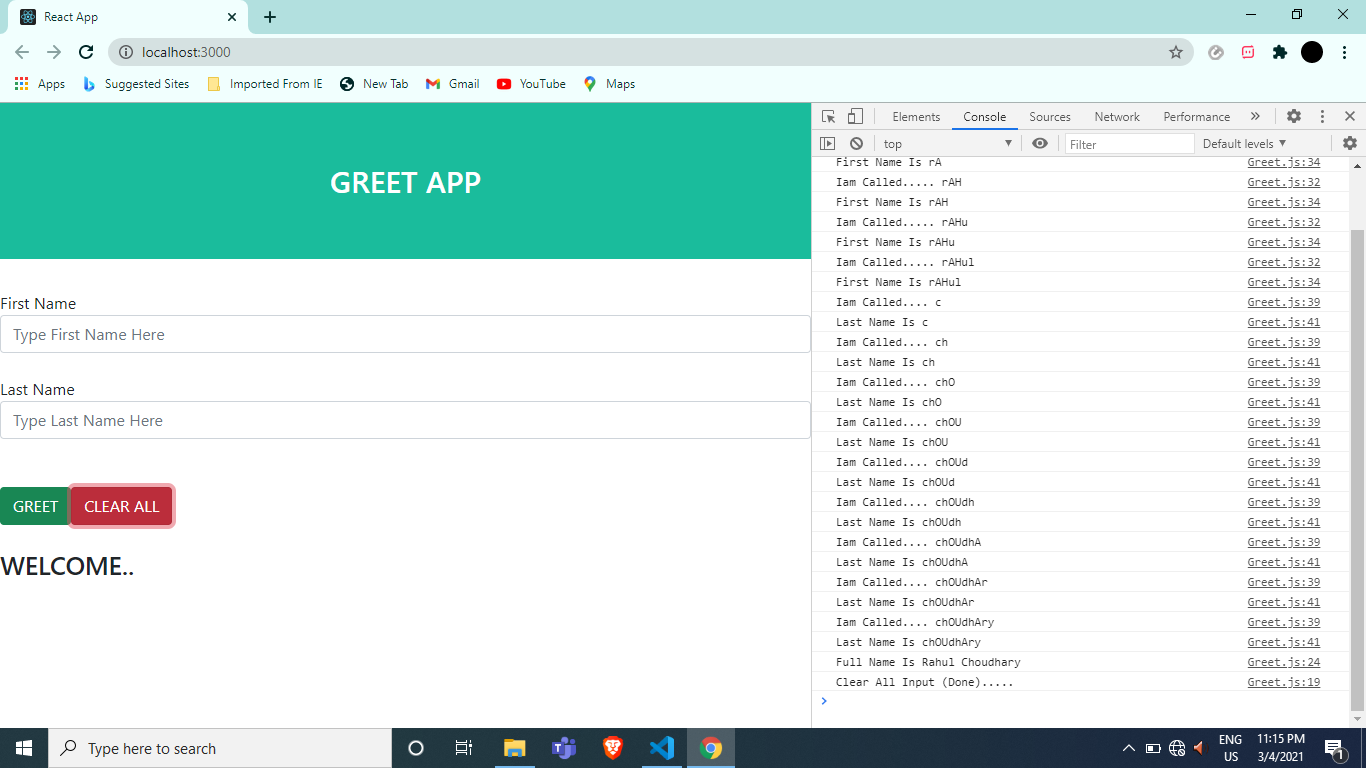 React App
localhost:3000
Apps Suggested Sites Imported From IE New Tab Gmail YouTube Maps
GREET APP
First Name
Type First Name Here
Last Name
Type Last Name Here
GREET CLEAR ALL
WELCOME..
Elements Console Sources Network Performance »
top Filter Default levels
First Name Is rA Greet.js:34
Iam Called..... rAH Greet.js:32
First Name Is rAH Greet.js:34
Iam Called..... rAHu Greet.js:32
First Name Is rAHu Greet.js:34
Iam Called..... rAHul Greet.js:32
First Name Is rAHul Greet.js:34
Iam Called.... c Greet.js:39
Last Name Is c Greet.js:41
Iam Called.... ch Greet.js:39
Last Name Is ch Greet.js:41
Iam Called.... chO Greet.js:39
Last Name Is chO Greet.js:41
Iam Called.... chOU Greet.js:39
Last Name Is chOU Greet.js:41
Iam Called.... chOUd Greet.js:39
Last Name Is chOUd Greet.js:41
Iam Called.... chOUdh Greet.js:39
Last Name Is chOUdh Greet.js:41
Iam Called.... chOUdhA Greet.js:39
Last Name Is chOUdhA Greet.js:41
Iam Called.... chOUdhAr Greet.js:39
Last Name Is chOUdhAr Greet.js:41
Iam Called.... chOUdhAry Greet.js:39
Last Name Is chOUdhAry Greet.js:41
Full Name Is Rahul Choudhary Greet.js:24
Clear All Input (Done)..... Greet.js:19
>
Type here to search
ENG
US
11:15 PM
3/4/2021
1